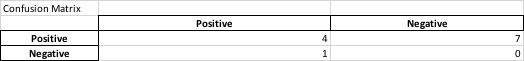 Confusion Matrix
Positive Negative
Positive 4 7
Negative 1 0